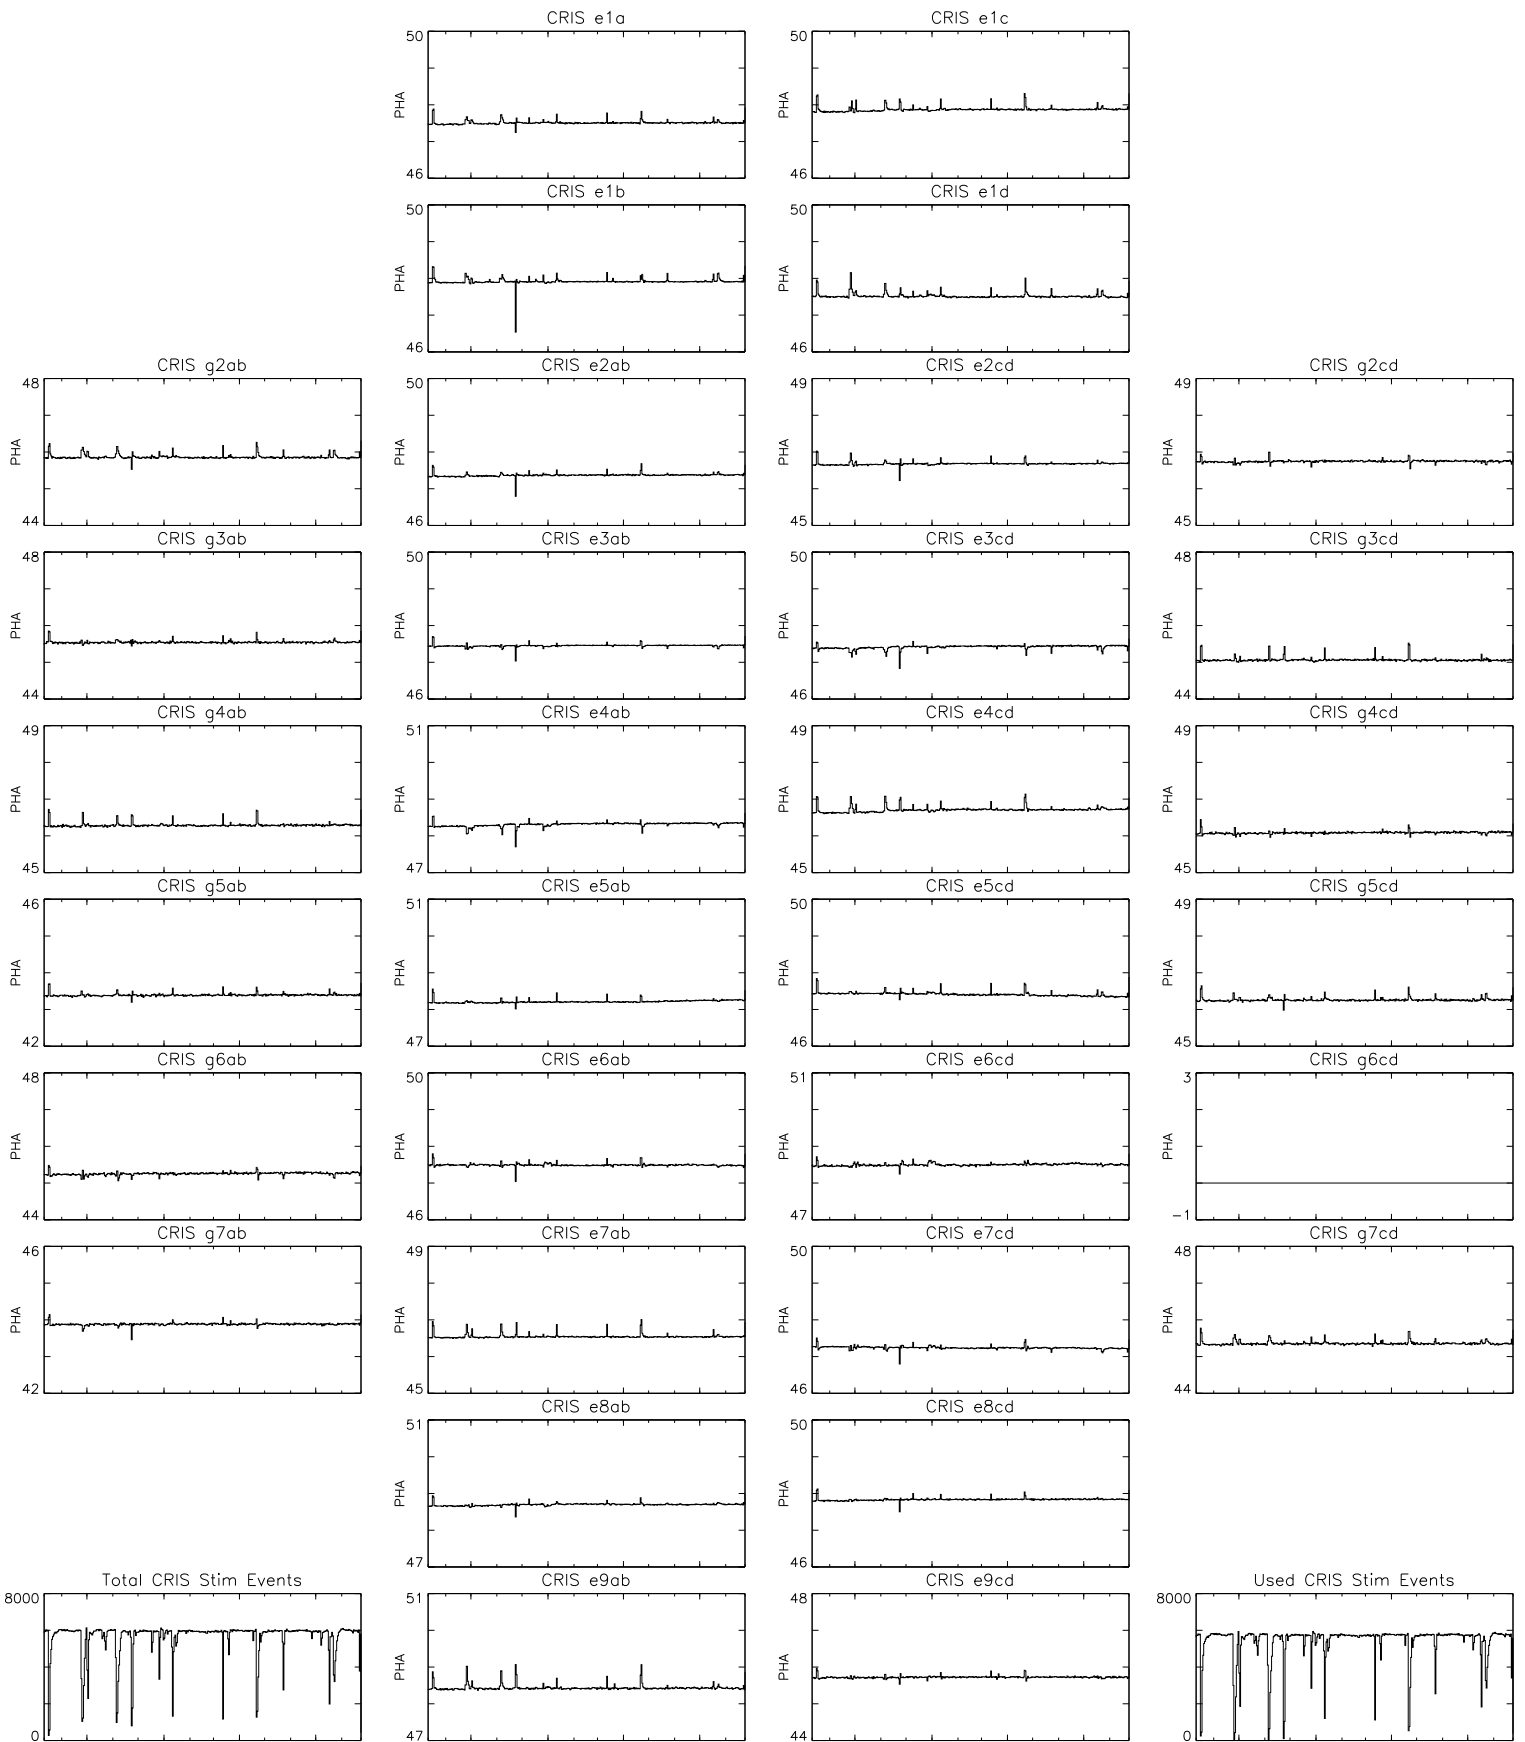 CRIS e1a
CRIS e1c
50
46
PHA
50
46
PHA
CRIS e1b
CRIS e1d
50
46
PHA
50
46
PHA
CRIS g2ab
CRIS e2ab
CRIS e2cd
CRIS g2cd
48
44
PHA
50
46
PHA
49
45
PHA
49
45
PHA
CRIS g3ab
CRIS e3ab
CRIS e3cd
CRIS g3cd
48
44
PHA
50
46
PHA
50
46
PHA
48
44
PHA
CRIS g4ab
CRIS e4ab
CRIS e4cd
CRIS g4cd
49
45
PHA
51
47
PHA
49
45
PHA
49
45
PHA
CRIS g5ab
CRIS e5ab
CRIS e5cd
CRIS g5cd
46
42
PHA
51
47
PHA
50
46
PHA
49
45
PHA
CRIS g6ab
CRIS e6ab
CRIS e6cd
CRIS g6cd
48
44
PHA
50
46
PHA
51
47
PHA
3
-1
PHA
CRIS g7ab
CRIS e7ab
CRIS e7cd
CRIS g7cd
46
42
PHA
49
45
PHA
50
46
PHA
48
44
PHA
CRIS e8ab
CRIS e8cd
51
47
PHA
50
46
PHA
Total CRIS Stim Events
CRIS e9ab
CRIS e9cd
Used CRIS Stim Events
8000
0
51
47
PHA
48
44
PHA
8000
0